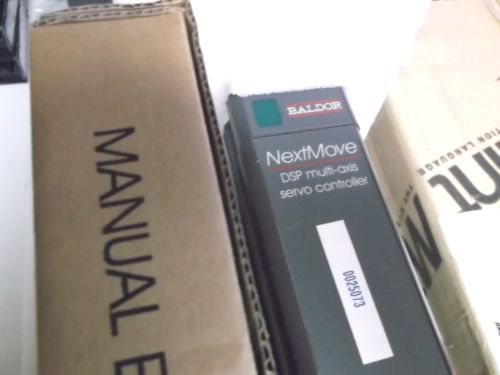 MANUAL
BALDOR
NextMove
DSP multi-axis
servo controller
0025073